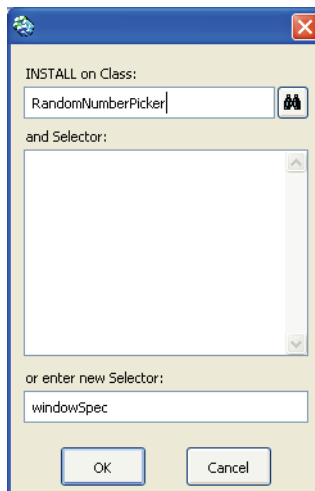 INSTALL on Class:
RandomNumberPicker
and Selector:
or enter new Selector:
windowSpec
OK
Cancel